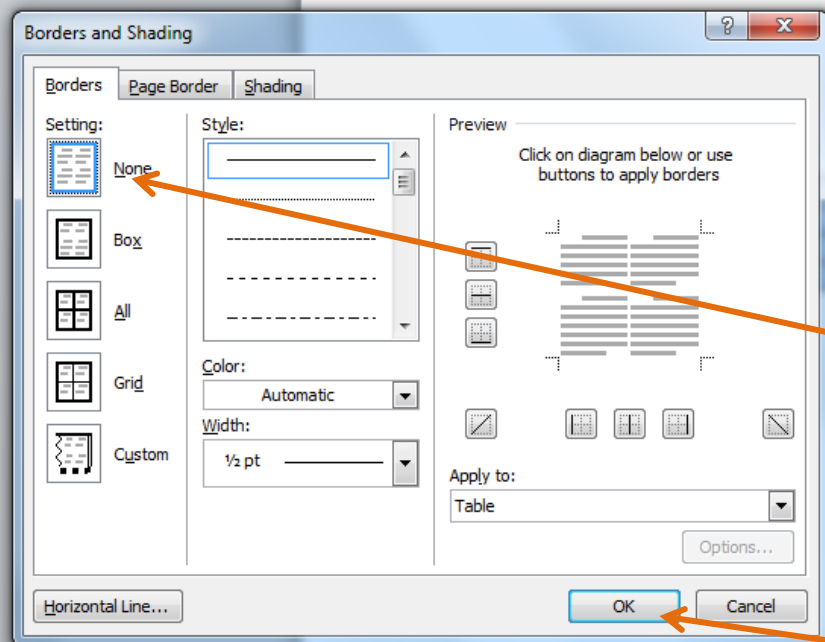 Borders and Shading
Borders
Page Border
Shading
Setting:
None
Box
All
Grid
Custom
Style:
Color:
Automatic
Width:
½ pt
Preview
Click on diagram below or use
buttons to apply borders
Apply to:
Table
Options...
Horizontal Line...
OK
Cancel